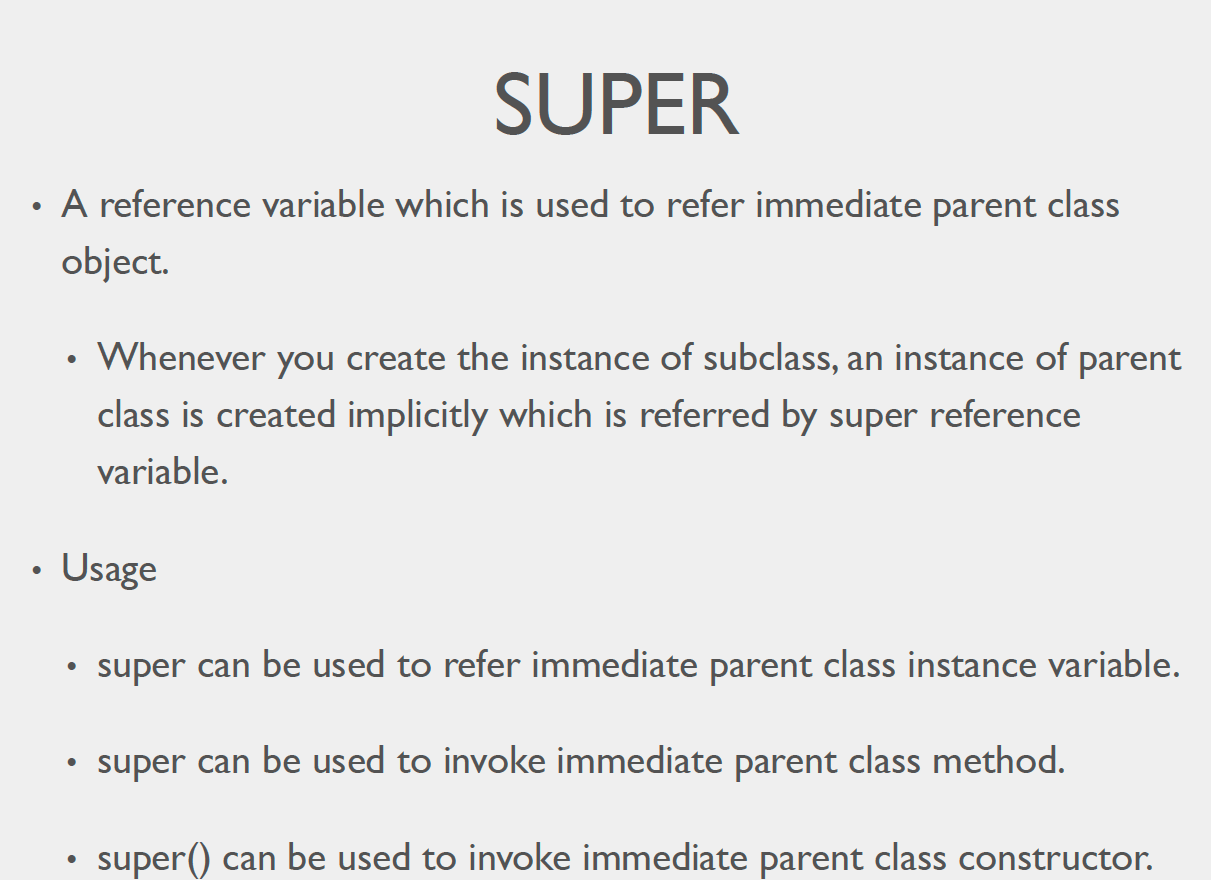 SUPER
• A reference variable which is used to refer immediate parent class
object.
• Whenever you create the instance of subclass, an instance of parent
class is created implicitly which is referred by super reference
variable.
• Usage
• super can be used to refer immediate parent class instance variable.
• super can be used to invoke immediate parent class method.
• super() can be used to invoke immediate parent class constructor.